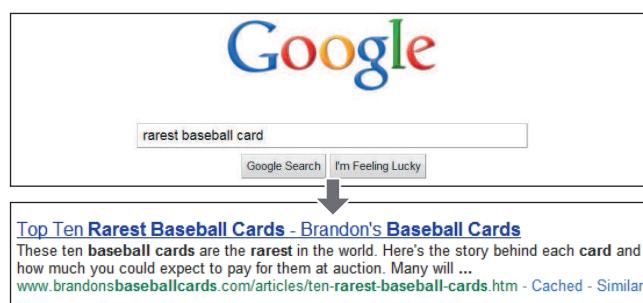 Google
rarest baseball card
Google Search I'm Feeling Lucky
Top Ten Rarest Baseball Cards - Brandon's Baseball Cards
These ten baseball cards are the rarest in the world. Here's the story behind each card and
how much you could expect to pay for them at auction. Many will ...
www.brandonsbaseballcards.com/articles/ten-rarest-baseball-cards.htm - Cached - Similar